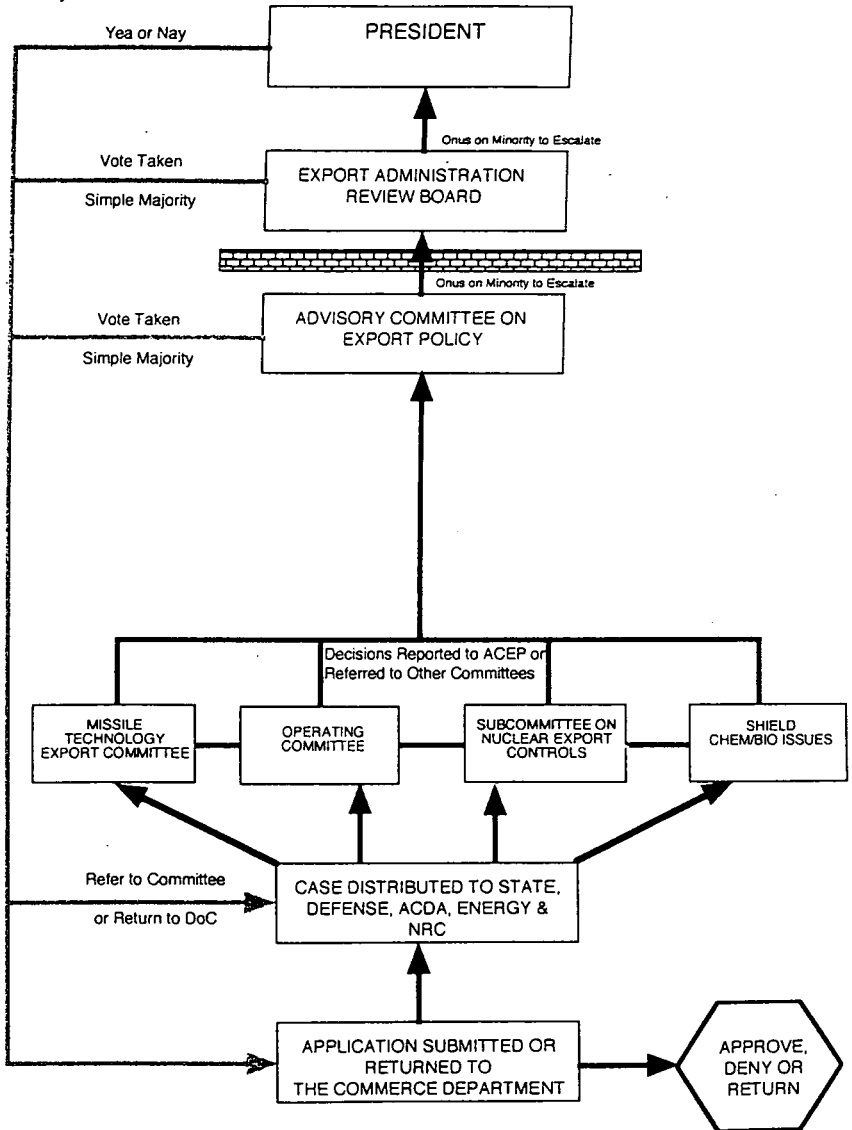 Yea or Nay
PRESIDENT
Onus on Minority to Escalate
Vote Taken
Simple Majority
EXPORT ADMINISTRATION
REVIEW BOARD
Onus on Minority to Escalate
Vote Taken
Simple Majority
ADVISORY COMMITTEE ON
EXPORT POLICY
Decisions Reported to ACEP or
Referred to Other Committees
MISSILE
TECHNOLOGY
EXPORT COMMITTEE
OPERATING
COMMITTEE
SUBCOMMITTEE ON
NUCLEAR EXPORT
CONTROLS
SHIELD
CHEM/BIO ISSUES
Refer to Committee
or Return to DoC
CASE DISTRIBUTED TO STATE,
DEFENSE, ACDA, ENERGY &
NRC
APPLICATION SUBMITTED OR
RETURNED TO
THE COMMERCE DEPARTMENT
APPROVE,
DENY OR
RETURN